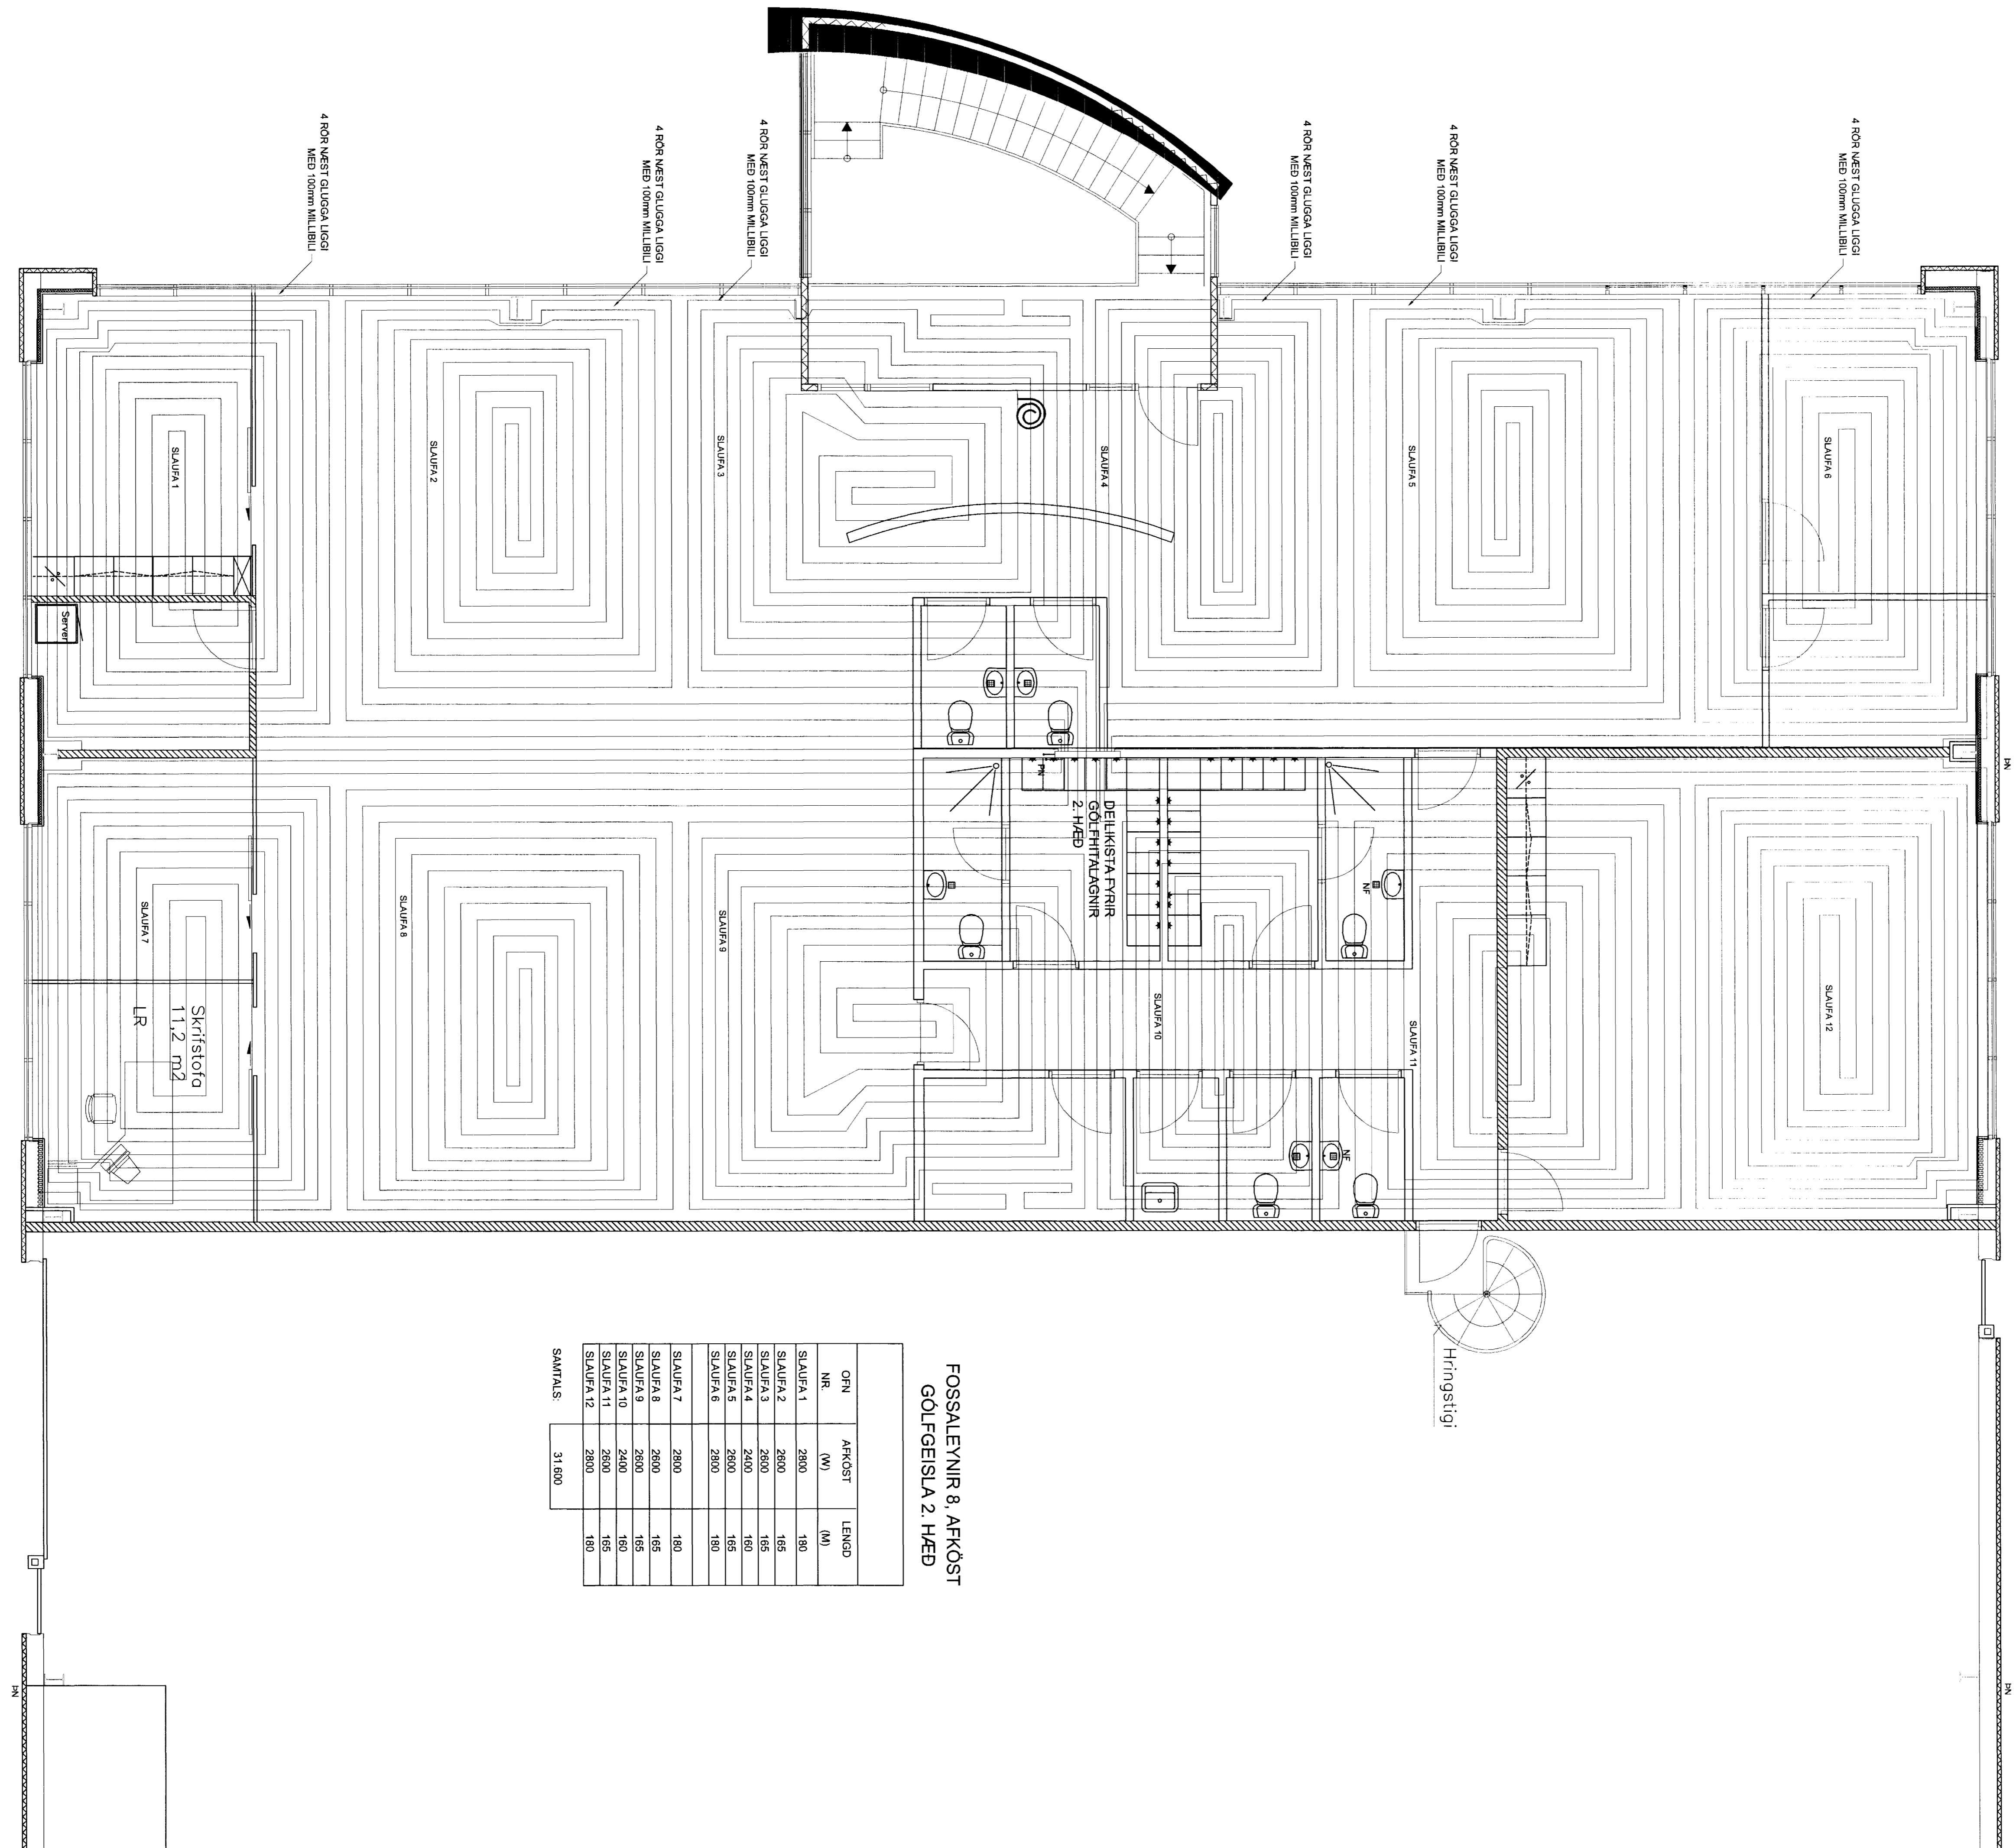 4 RÖR NÆST GLUGGA LIGGI
MEÐ 100mm MILLIBILI
4 RÖR NÆST GLUGGA LIGGI
MEÐ 100mm MILLIBILI
4 RÖR NÆST GLUGGA LIGGI
MEÐ 100mm MILLIBILI
4 RÖR NÆST GLUGGA LIGGI
MEÐ 100mm MILLIBILI
4 RÖR NÆST GLUGGA LIGGI
MEÐ 100mm MILLIBILI
4 RÖR NÆST GLUGGA LIGGI
MEÐ 100mm MILLIBILI
SLAUFA 1
SLAUFA 2
SLAUFA 3
SLAUFA 4
SLAUFA 5
SLAUFA 6
Server
ÞN
ÞN
DEILIKISTA FYRIR
GÓLFHITALAGNIR
2. HÆÐ
NF
SLAUFA 7
SLAUFA 8
SLAUFA 9
SLAUFA 10
SLAUFA 11
SLAUFA 12
Skrifstofa
11,2 m2
LR
NF
Hringstigi
FOSSALEYNIR 8, AFKÖST
GÓLFGEISLA 2. HÆÐ
OFN AFKÖST LENGD
NR. (W) (M)
SLAUFA 1 2800 180
SLAUFA 2 2600 165
SLAUFA 3 2600 165
SLAUFA 4 2400 160
SLAUFA 5 2600 165
SLAUFA 6 2800 180
SLAUFA 7 2800 180
SLAUFA 8 2600 165
SLAUFA 9 2600 165
SLAUFA 10 2400 160
SLAUFA 11 2600 165
SLAUFA 12 2800 180
SAMTALS: 31.600
ÞN
ÞN